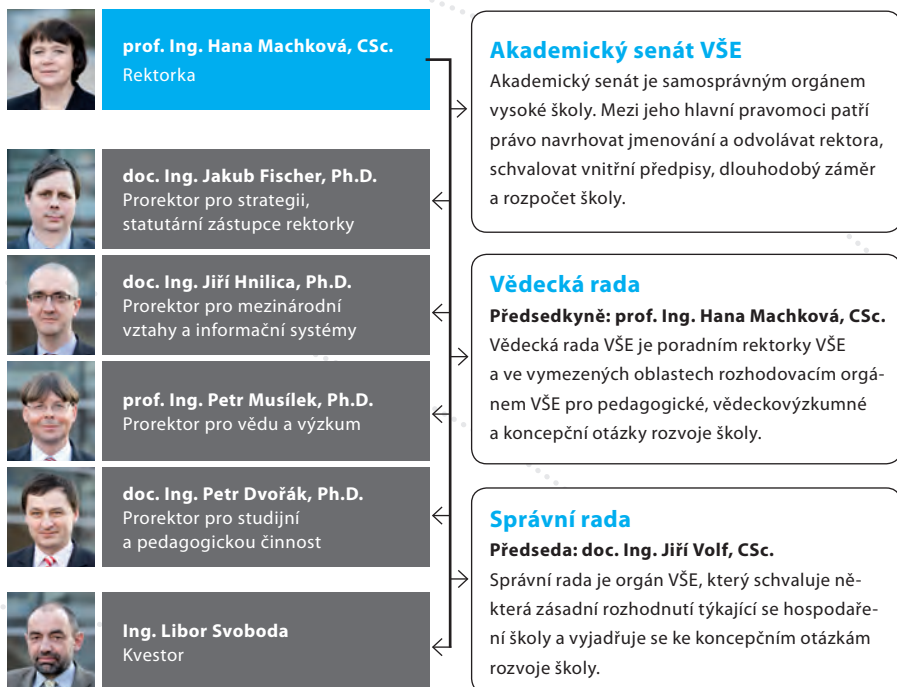 prof. Ing. Hana Machková, CSc.
Rektorka
doc. Ing. Jakub Fischer, Ph.D.
Prorektor pro strategii,
statutární zástupce rektorky
doc. Ing. Jiří Hnilica, Ph.D.
Prorektor pro mezinárodní
vztahy a informační systémy
prof. Ing. Petr Musílek, Ph.D.
Prorektor pro vědu a výzkum
doc. Ing. Petr Dvořák, Ph.D.
Prorektor pro studijní
a pedagogickou činnost
Ing. Libor Svoboda
Kvestor
Akademický senát VŠE
Akademický senát je samosprávným orgánem
vysoké školy. Mezi jeho hlavní pravomoci patří
právo navrhovat jmenování a odvolávat rektora,
schvalovat vnitřní předpisy, dlouhodobý záměr
a rozpočet školy.
Vědecká rada
Předsedkyně: prof. Ing. Hana Machková, CSc.
Vědecká rada VŠE je poradním rektorky VŠE
a ve vymezených oblastech rozhodovacím orgá-
nem VŠE pro pedagogické, vědeckovýzkumné
a koncepční otázky rozvoje školy.
Správní rada
Předseda: doc. Ing. Jiří Volf, CSc.
Správní rada je orgán VŠE, který schvaluje ně-
která zásadní rozhodnutí týkající se hospodaře-
ní školy a vyjadřuje se ke koncepčním otázkám
rozvoje školy.